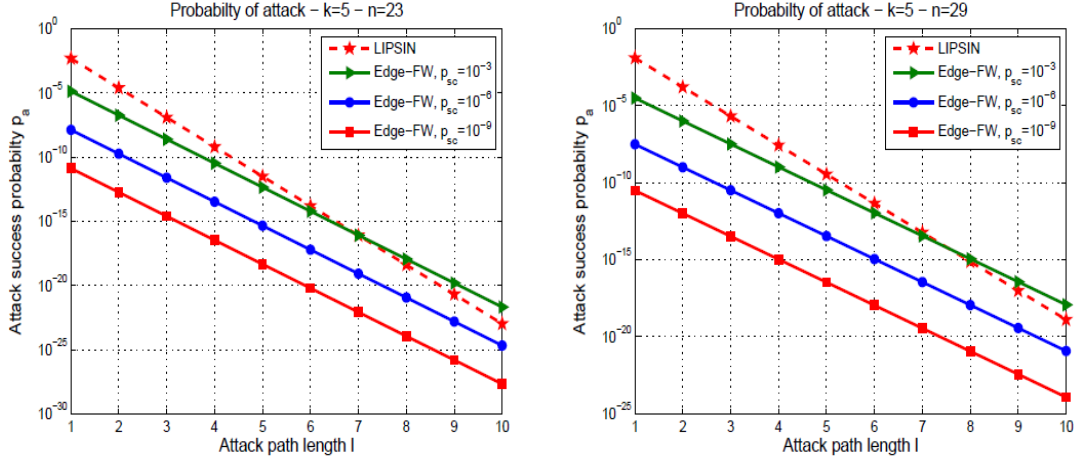 Probabilty of attack − k=5 − n=23
Attack success probabilty p_a
10^0
10^−5
10^−10
10^−15
10^−20
10^−25
10^−30
LIPSIN
Edge−FW, p_sc=10^−3
Edge−FW, p_sc=10^−6
Edge−FW, p_sc=10^−9
1 2 3 4 5 6 7 8 9 10
Attack path length l
Probabilty of attack − k=5 − n=29
Attack success probabilty p_a
10^0
10^−5
10^−10
10^−15
10^−20
10^−25
LIPSIN
Edge−FW, p_sc=10^−3
Edge−FW, p_sc=10^−6
Edge−FW, p_sc=10^−9
1 2 3 4 5 6 7 8 9 10
Attack path length l